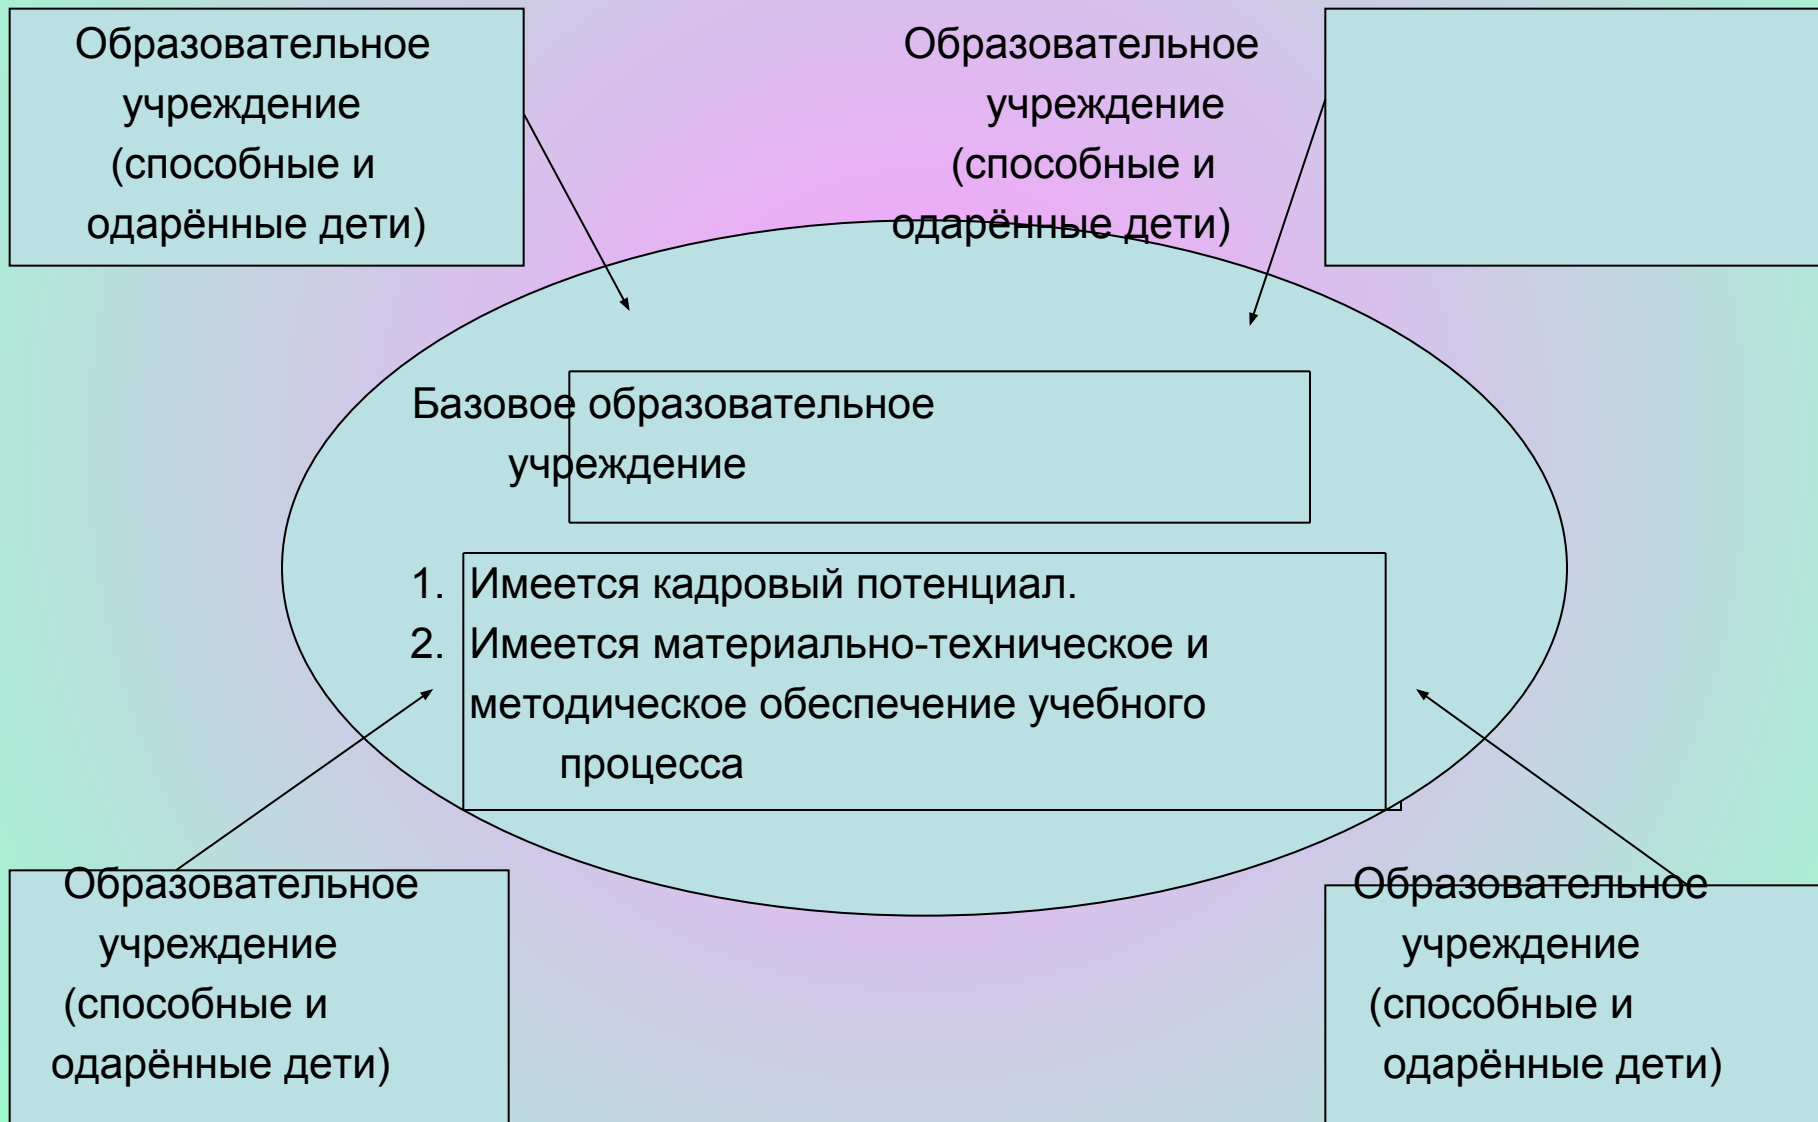 Образовательное
учреждение
(способные и
одарённые дети)
Образовательное
учреждение
(способные и
одарённые дети)
Базовое образовательное
учреждение
1. Имеется кадровый потенциал.
2. Имеется материально-техническое и
методическое обеспечение учебного
процесса
Образовательное
учреждение
(способные и
одарённые дети)
Образовательное
учреждение
(способные и
одарённые дети)